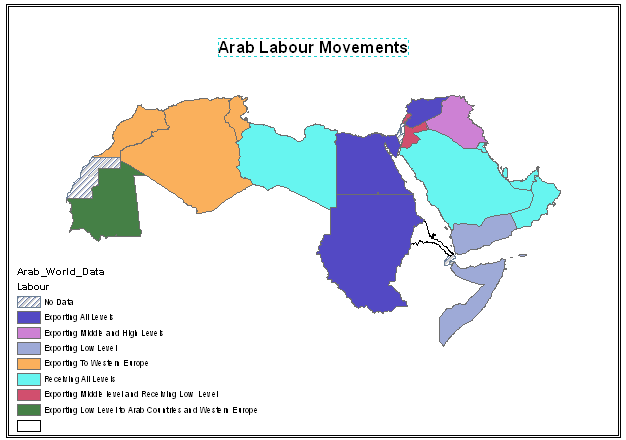 Arab Labour Movements
Arab_World_Data
Labour
No Data
Exporting All Levels
Exporting Middle and High Levels
Exporting Low Level
Exporting To Western Europe
Receiving All Levels
Exporting Middle level and Receiving Low Level
Exporting Low Level to Arab Countries and Western Europe